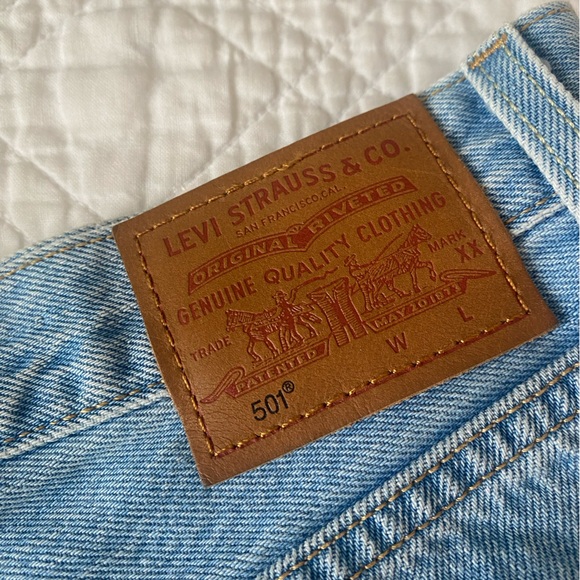 LEVI STRAUSS & CO.
SAN FRANCISCO, CAL.
ORIGINAL RIVETED
GENUINE QUALITY CLOTHING
TRADE MARK
XX
PATENTED MAY 20 1873
501® W L